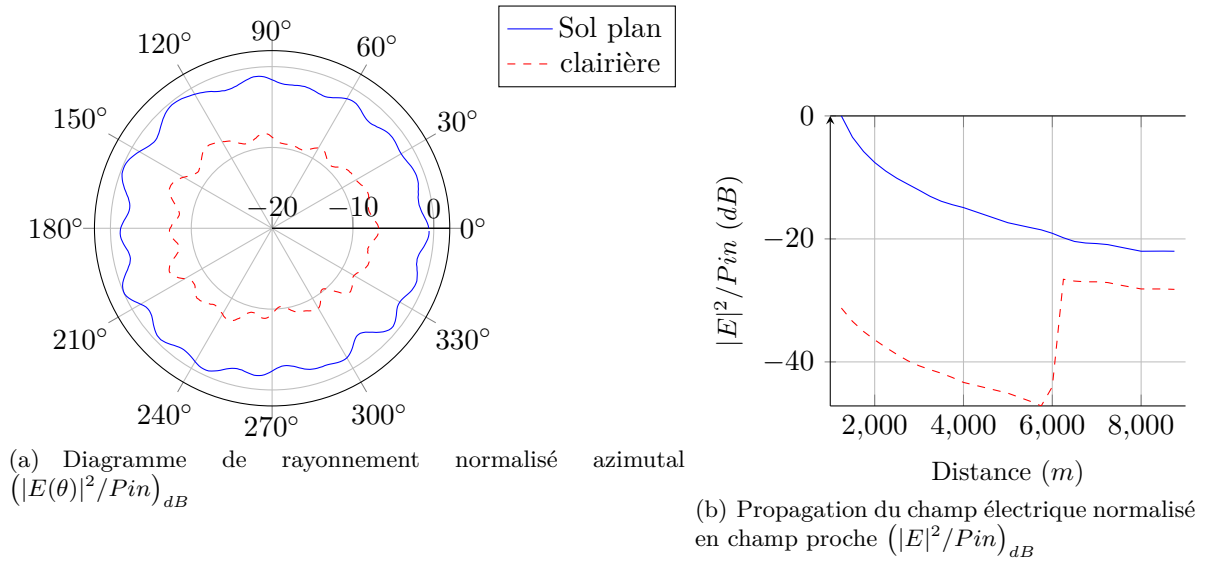 Sol plan
clairière
90°
120°
60°
150°
30°
180°
−20
−10
0
0°
210°
330°
240°
300°
270°
(a) Diagramme de rayonnement normalisé azimutal
(|E(θ)|²/Pin)_dB
0
−20
−40
|E|²/Pin (dB)
2,000
4,000
6,000
8,000
Distance (m)
(b) Propagation du champ électrique normalisé
en champ proche (|E|²/Pin)_dB